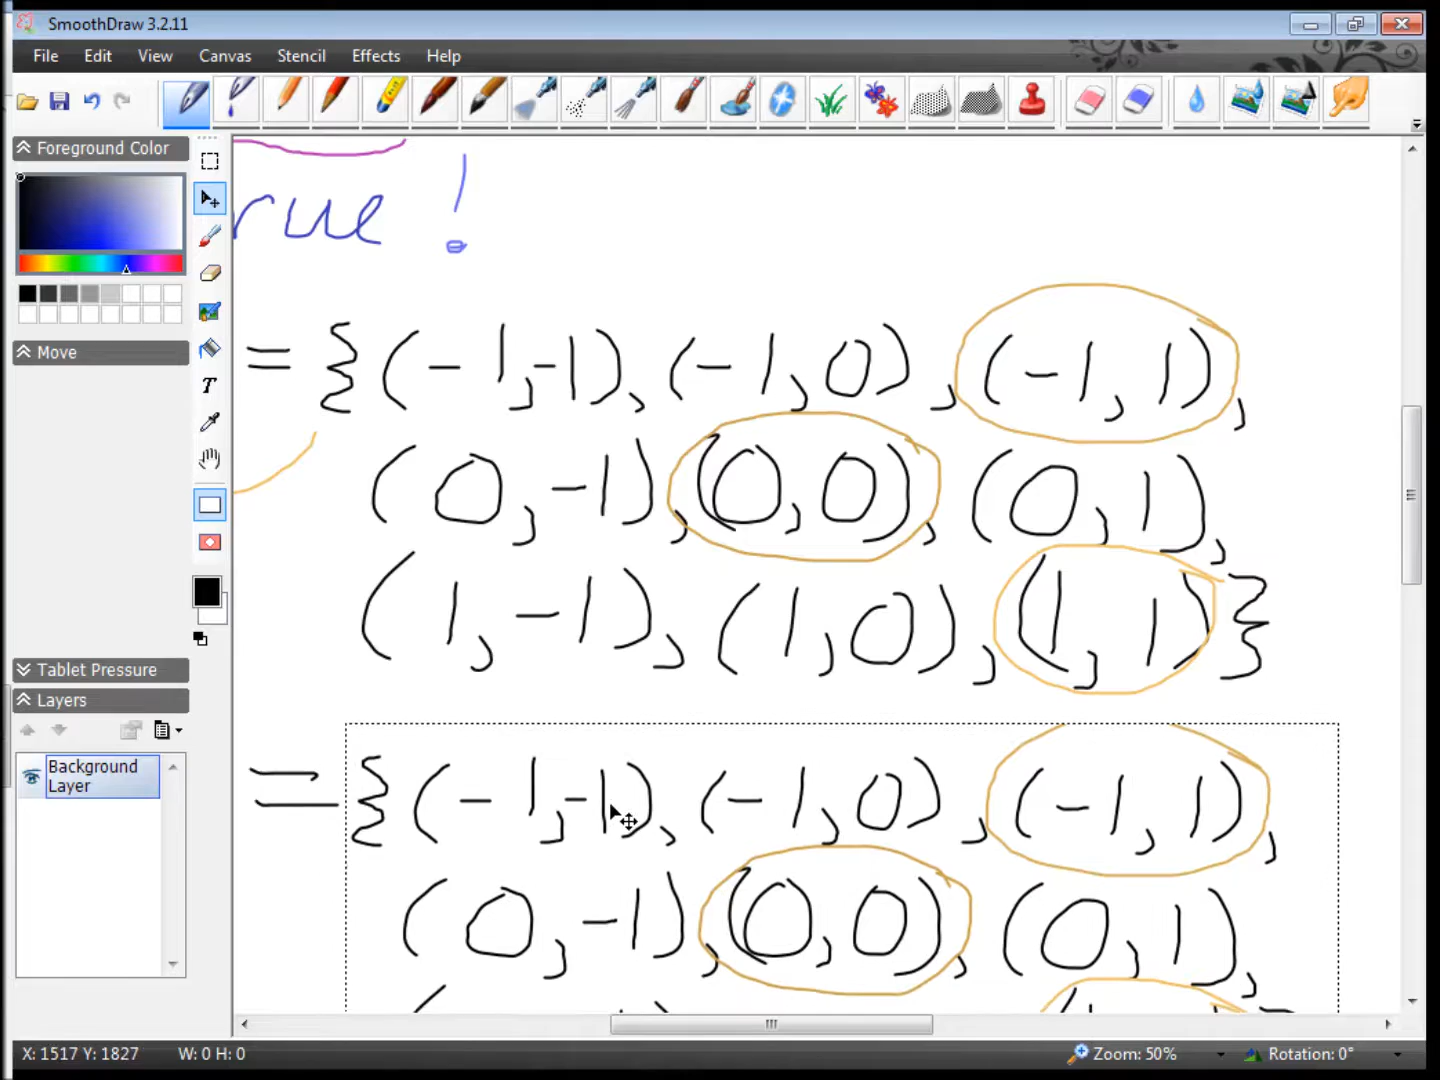 SmoothDraw 3.2.11
File Edit View Canvas Stencil Effects Help
Foreground Color
Move
Tablet Pressure
Layers
Background
Layer
rue !
= {(-1,-1), (-1,0), (-1,1),
(0,-1), (0,0), (0,1),
(1,-1), (1,0), (1,1)}
= {(-1,-1), (-1,0), (-1,1),
(0,-1), (0,0), (0,1),
X: 1517 Y: 1827 W: 0 H: 0 Zoom: 50% Rotation: 0°